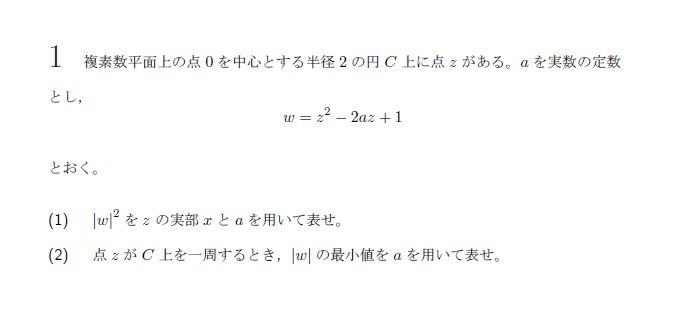 1 複素数平面上の点 0 を中心とする半径 2 の円 C 上に点 z がある。a を実数の定数
とし,
w = z² − 2az + 1
とおく。
(1) |w|² を z の実部 x と a を用いて表せ。
(2) 点 z が C 上を一周するとき, |w| の最小値を a を用いて表せ。